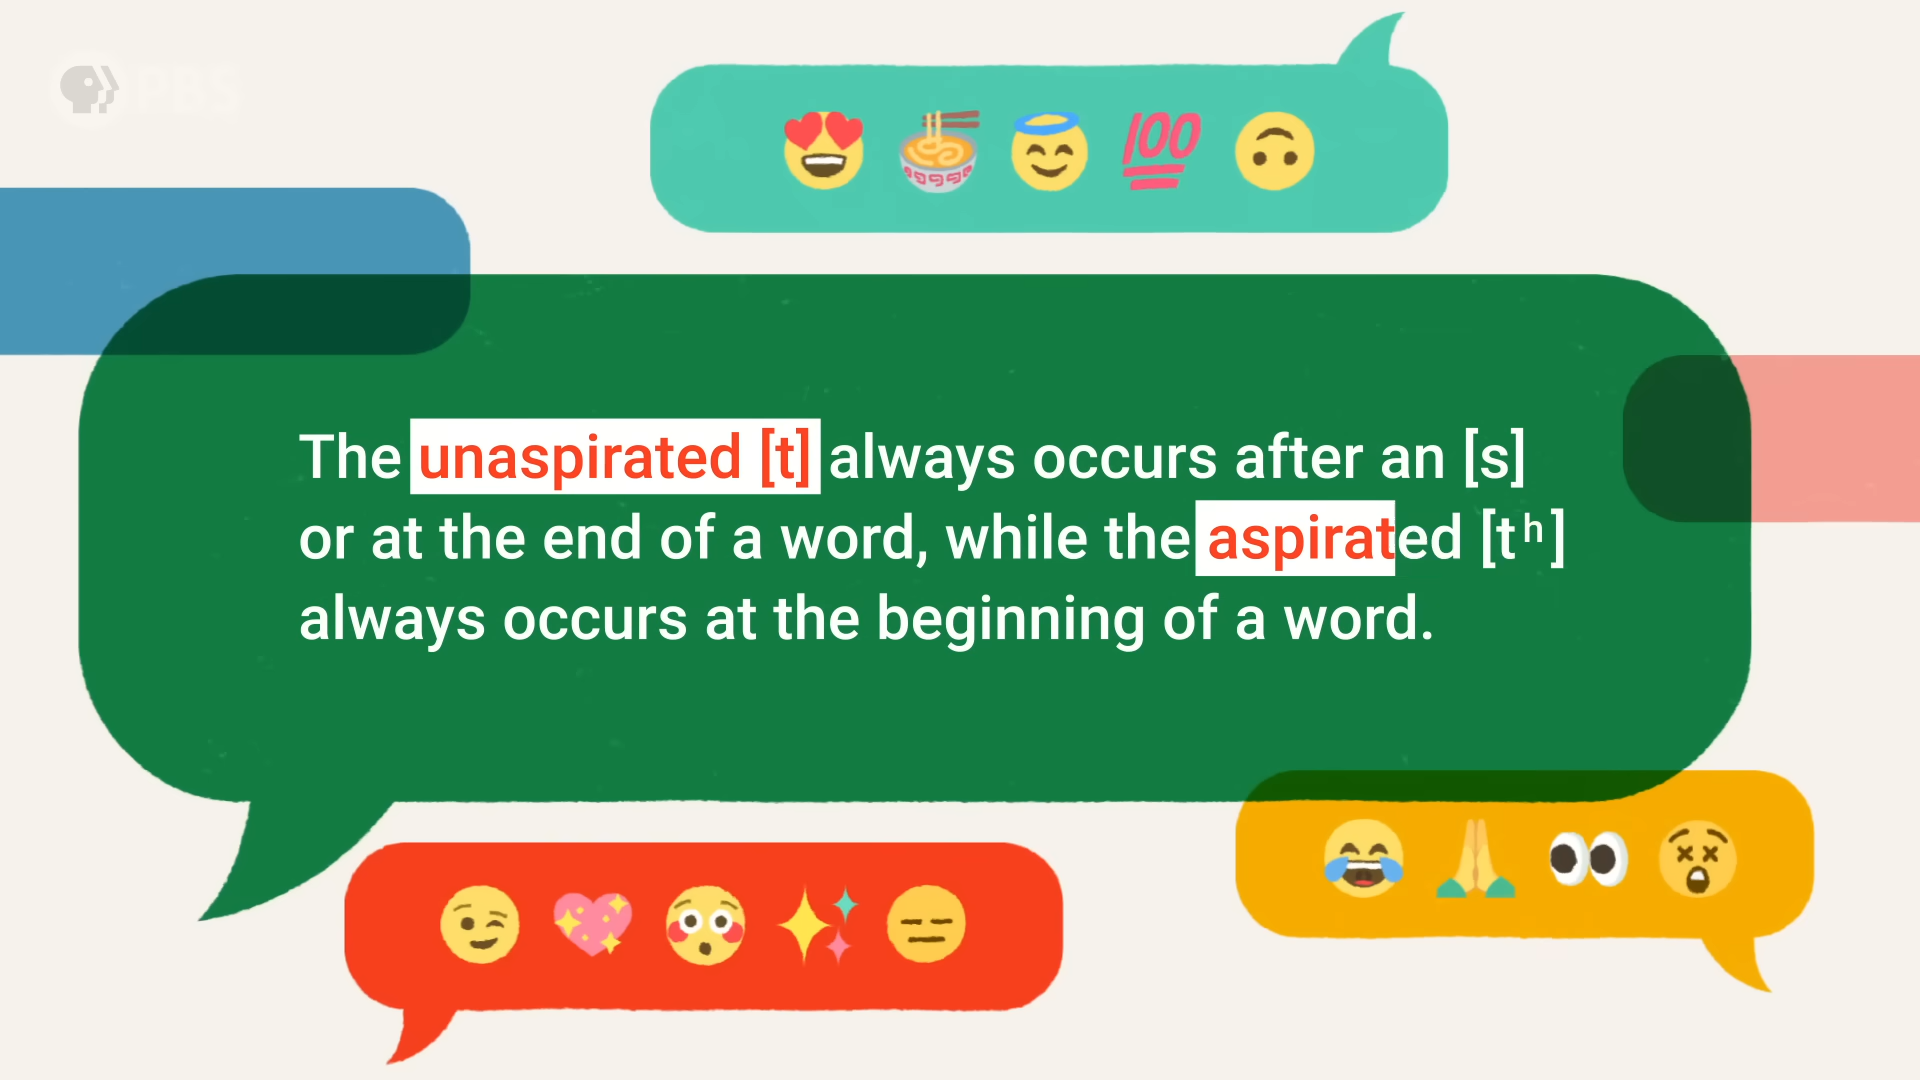 PBS
100
The unaspirated [t] always occurs after an [s]
or at the end of a word, while the aspirated [tʰ]
always occurs at the beginning of a word.